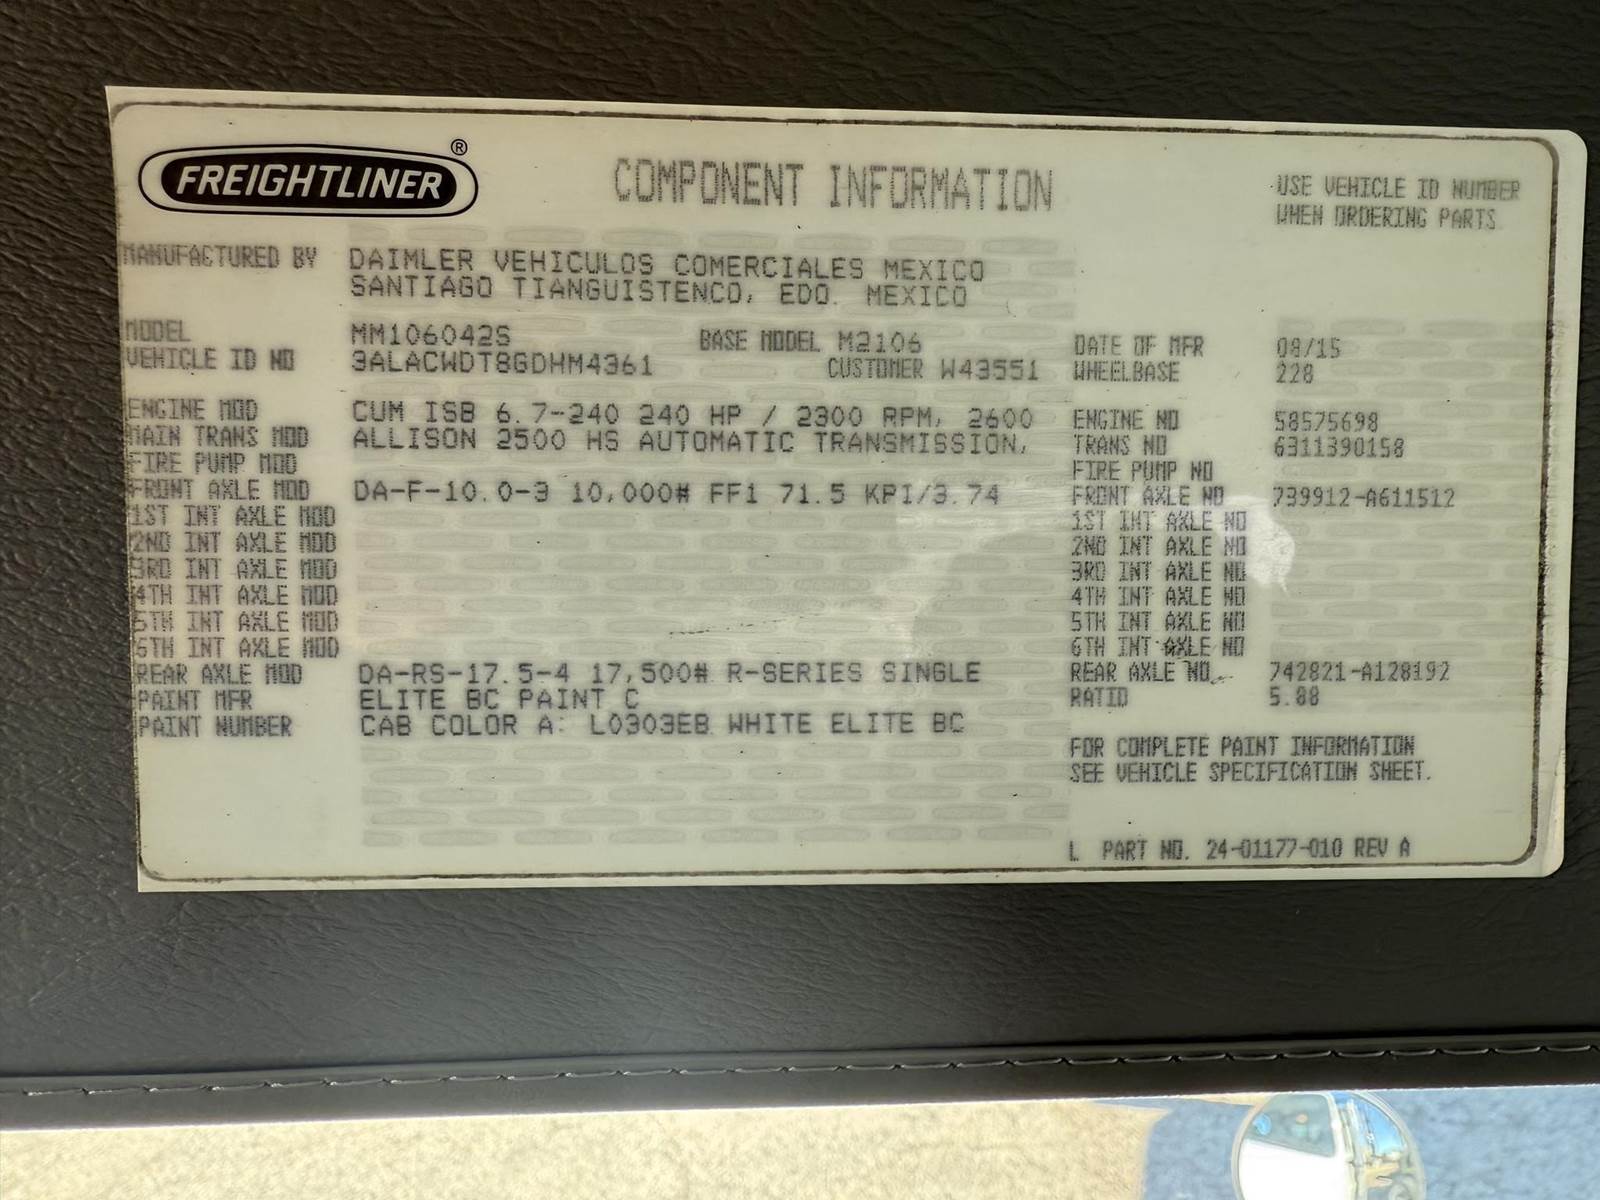 FREIGHTLINER®
COMPONENT INFORMATION
USE VEHICLE ID NUMBER
WHEN ORDERING PARTS.
MANUFACTURED BY DAIMLER VEHICULOS COMERCIALES MEXICO
SANTIAGO TIANGUISTENCO, EDO. MEXICO
MODEL MM106042S BASE MODEL M2106 DATE OF MFR 08/15
VEHICLE ID NO 3ALACWDT8GDHM4361 CUSTOMER W43551 WHEELBASE 228
ENGINE MOD CUM ISB 6.7-240 240 HP / 2300 RPM, 2600 ENGINE NO 58575698
MAIN TRANS MOD ALLISON 2500 HS AUTOMATIC TRANSMISSION, TRANS NO 6311390158
FIRE PUMP MOD FIRE PUMP NO
FRONT AXLE MOD DA-F-10.0-3 10,000# FF1 71.5 KPI/3.74 FRONT AXLE NO 739912-A611512
1ST INT AXLE MOD 1ST INT AXLE NO
2ND INT AXLE MOD 2ND INT AXLE NO
3RD INT AXLE MOD 3RD INT AXLE NO
4TH INT AXLE MOD 4TH INT AXLE NO
5TH INT AXLE MOD 5TH INT AXLE NO
6TH INT AXLE MOD 6TH INT AXLE NO
REAR AXLE MOD DA-RS-17.5-4 17,500# R-SERIES SINGLE REAR AXLE NO. 742821-A128192
PAINT MFR ELITE BC PAINT C RATIO 5.88
PAINT NUMBER CAB COLOR A: L0303EB WHITE ELITE BC
FOR COMPLETE PAINT INFORMATION
SEE VEHICLE SPECIFICATION SHEET.
L PART NO. 24-01177-010 REV A